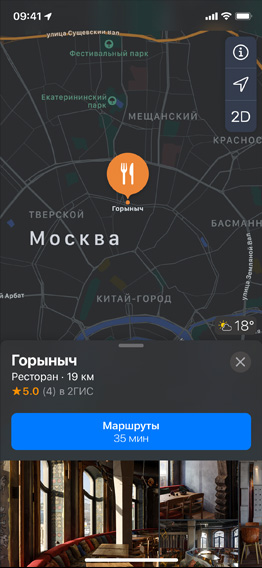 09:41
улица Сущевский Вал
Фестивальный парк
Екатерининский
парк
МЕЩАНСКИЙ
2D
КРАСНОС
Горыныч
ТВЕРСКОЙ
БАСМАНН
Москва
улица Земляной Вал
й Арбат
КИТАЙ-ГОРОД
18°
Горыныч
Ресторан · 19 км
★5.0 (4) в 2ГИС
Маршруты
35 мин